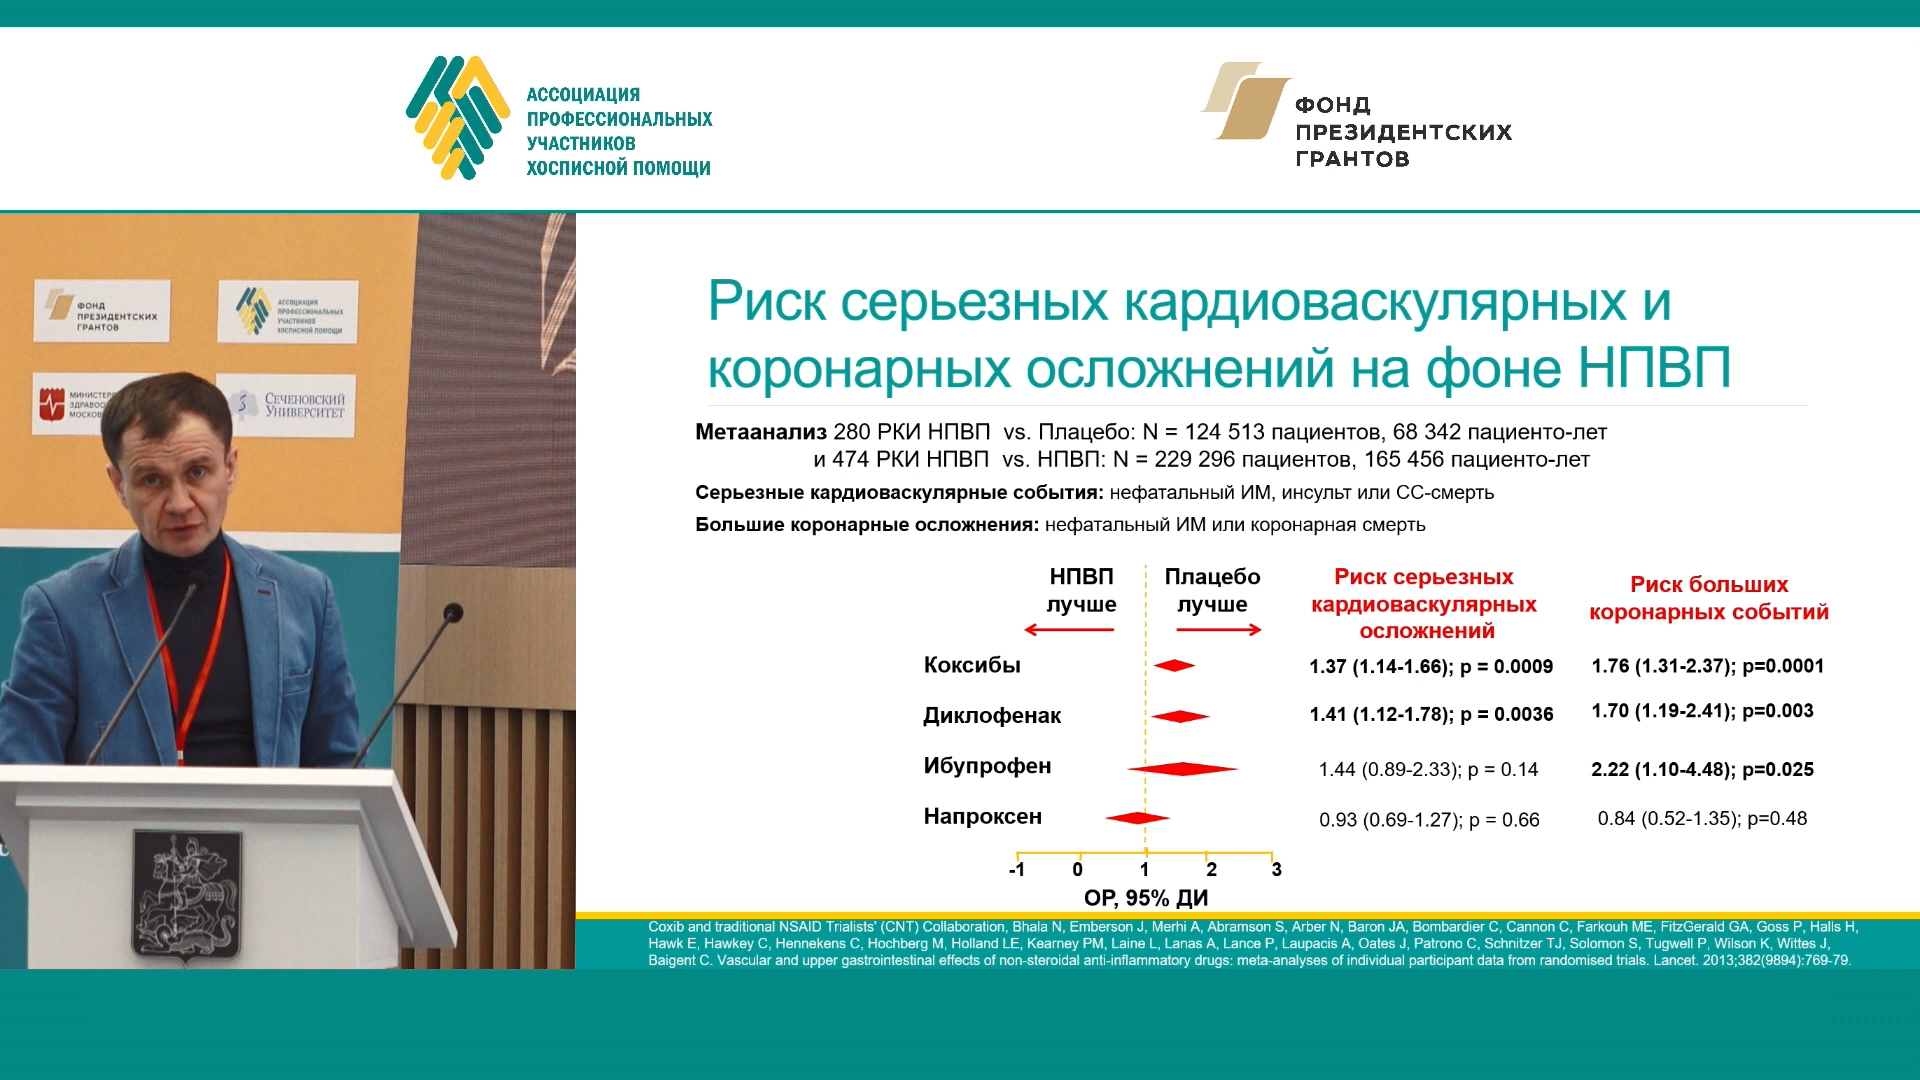 АССОЦИАЦИЯ
ПРОФЕССИОНАЛЬНЫХ
УЧАСТНИКОВ
ХОСПИСНОЙ ПОМОЩИ
ФОНД
ПРЕЗИДЕНТСКИХ
ГРАНТОВ
ФОНД
ПРЕЗИДЕНТСКИХ
ГРАНТОВ
АССОЦИАЦИЯ
ПРОФЕССИОНАЛЬНЫХ
УЧАСТНИКОВ
ХОСПИСНОЙ ПОМОЩИ
СЕЧЕНОВСКИЙ
УНИВЕРСИТЕТ
Риск серьезных кардиоваскулярных и
коронарных осложнений на фоне НПВП
Метаанализ 280 РКИ НПВП vs. Плацебо: N = 124 513 пациентов, 68 342 пациенто-лет
и 474 РКИ НПВП vs. НПВП: N = 229 296 пациентов, 165 456 пациенто-лет
Серьезные кардиоваскулярные события: нефатальный ИМ, инсульт или СС-смерть
Большие коронарные осложнения: нефатальный ИМ или коронарная смерть
НПВП лучше
Плацебо лучше
Риск серьезных
кардиоваскулярных
осложнений
Риск больших
коронарных событий
Коксибы 1.37 (1.14-1.66); p = 0.0009 1.76 (1.31-2.37); p=0.0001
Диклофенак 1.41 (1.12-1.78); p = 0.0036 1.70 (1.19-2.41); p=0.003
Ибупрофен 1.44 (0.89-2.33); p = 0.14 2.22 (1.10-4.48); p=0.025
Напроксен 0.93 (0.69-1.27); p = 0.66 0.84 (0.52-1.35); p=0.48
-1 0 1 2 3
ОР, 95% ДИ
Coxib and traditional NSAID Trialists' (CNT) Collaboration, Bhala N, Emberson J, Merhi A, Abramson S, Arber N, Baron JA, Bombardier C, Cannon C, Farkouh ME, FitzGerald GA, Goss P, Halls H,
Hawk E, Hawkey C, Hennekens C, Hochberg M, Holland LE, Kearney PM, Laine L, Lanas A, Lance P, Laupacis A, Oates J, Patrono C, Schnitzer TJ, Solomon S, Tugwell P, Wilson K, Wittes J,
Baigent C. Vascular and upper gastrointestinal effects of non-steroidal anti-inflammatory drugs: meta-analyses of individual participant data from randomised trials. Lancet. 2013;382(9894):769-79.